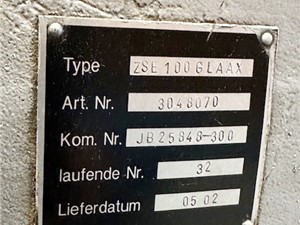 Type ZSE 100 GLAAX
Art. Nr. 3048070
Kom. Nr. JB25848-300
laufende Nr. 32
Lieferdatum 05 02